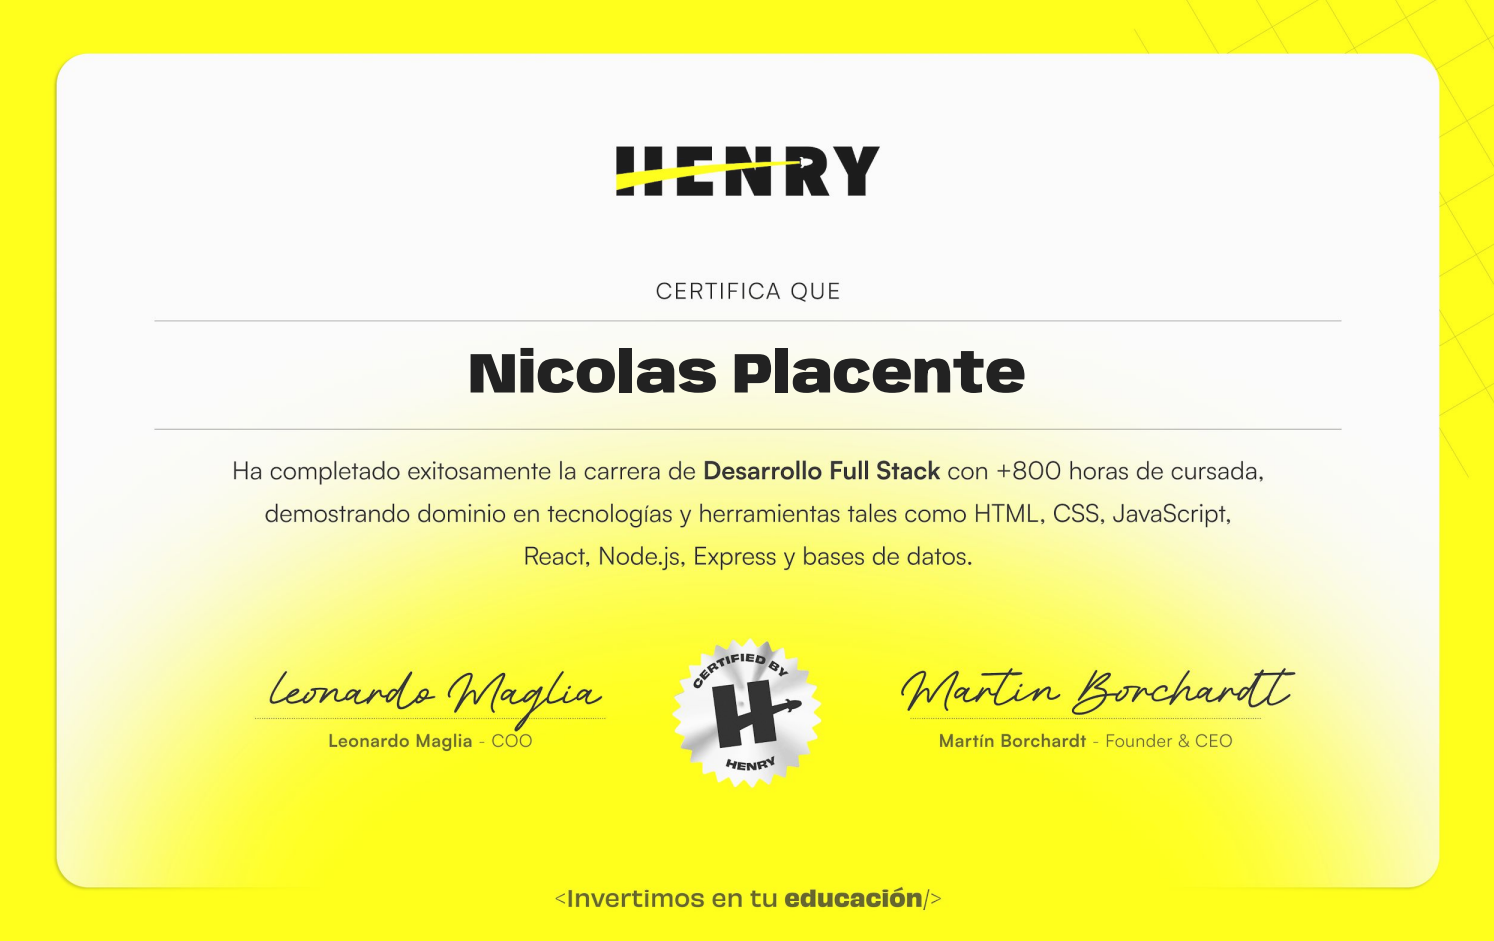 HENRY
CERTIFICA QUE
Nicolas Placente
Ha completado exitosamente la carrera de Desarrollo Full Stack con +800 horas de cursada,
demostrando dominio en tecnologías y herramientas tales como HTML, CSS, JavaScript,
React, Node.js, Express y bases de datos.
Leonardo Maglia
Leonardo Maglia - COO
CERTIFIED BY
H
HENRY
Martin Borchardt
Martín Borchardt - Founder & CEO
<Invertimos en tu educación/>